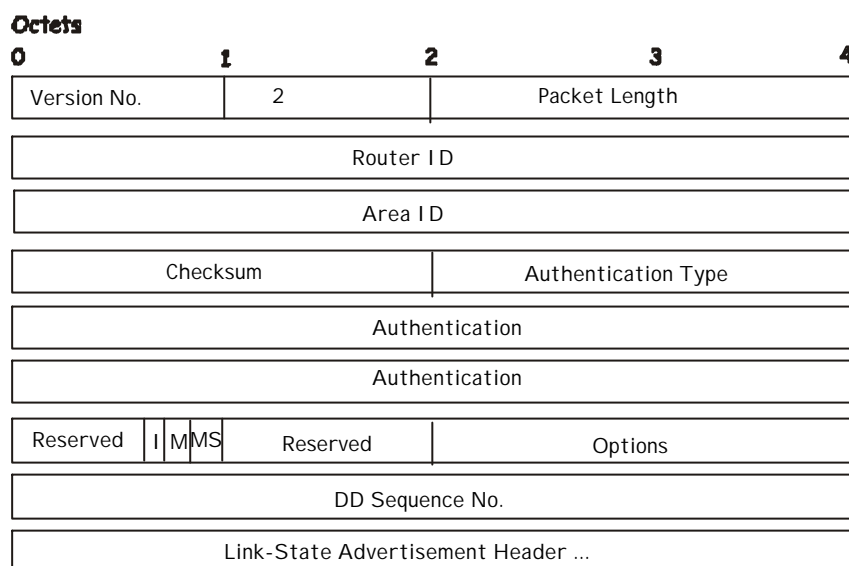 Octets
0 1 2 3 4
Version No. 2 Packet Length
Router ID
Area ID
Checksum Authentication Type
Authentication
Authentication
Reserved I M MS Reserved Options
DD Sequence No.
Link-State Advertisement Header ...